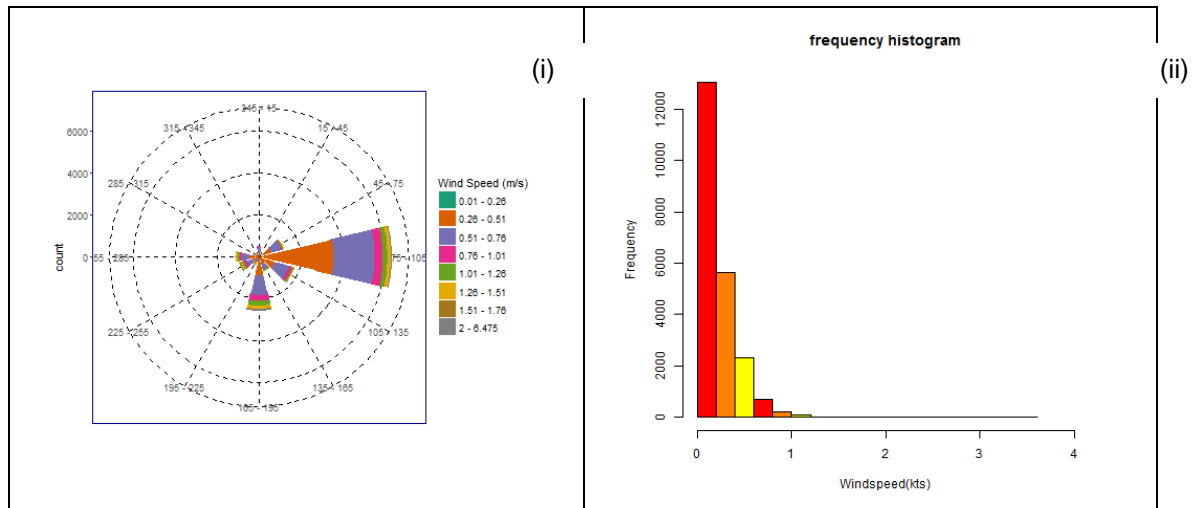 (i)
345 - 15
315 - 345
15 - 45
285 - 315
45 - 75
75 - 105
225 - 255
105 - 135
195 - 225
135 - 165
165 - 195
6000
4000
2000
0
count
Wind Speed (m/s)
0.01 - 0.26
0.26 - 0.51
0.51 - 0.76
0.76 - 1.01
1.01 - 1.26
1.26 - 1.51
1.51 - 1.76
2 - 6.475
frequency histogram
(ii)
12000
10000
8000
6000
4000
2000
0
Frequency
0 1 2 3 4
Windspeed(kts)